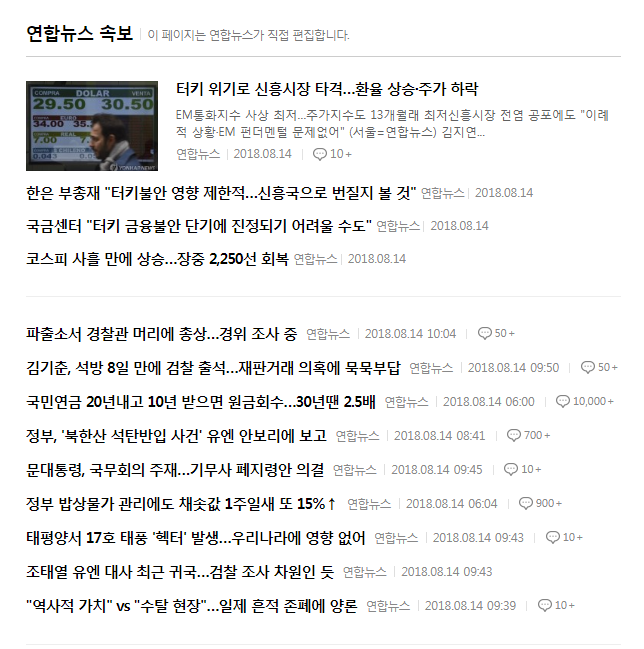 연합뉴스 속보 이 페이지는 연합뉴스가 직접 편집합니다.
COMPRA DOLAR VENTA
29.50 30.50
EURO
34.00
REAL
7.00
0.043
YONHAPNEWS
터키 위기로 신흥시장 타격…환율 상승·주가 하락
EM통화지수 사상 최저…주가지수도 13개월래 최저신흥시장 전염 공포에도 "이례
적 상황·EM 펀더멘털 문제없어" (서울=연합뉴스) 김지연...
연합뉴스 2018.08.14 10+
한은 부총재 "터키불안 영향 제한적…신흥국으로 번질지 볼 것" 연합뉴스 2018.08.14
국금센터 "터키 금융불안 단기에 진정되기 어려울 수도" 연합뉴스 2018.08.14
코스피 사흘 만에 상승…장중 2,250선 회복 연합뉴스 2018.08.14
파출소서 경찰관 머리에 총상…경위 조사 중 연합뉴스 2018.08.14 10:04 50+
김기춘, 석방 8일 만에 검찰 출석…재판거래 의혹에 묵묵부답 연합뉴스 2018.08.14 09:50 50+
국민연금 20년내고 10년 받으면 원금회수…30년땐 2.5배 연합뉴스 2018.08.14 06:00 10,000+
정부, '북한산 석탄반입 사건' 유엔 안보리에 보고 연합뉴스 2018.08.14 08:41 700+
문대통령, 국무회의 주재…기무사 폐지령안 의결 연합뉴스 2018.08.14 09:45 10+
정부 밥상물가 관리에도 채솟값 1주일새 또 15%↑ 연합뉴스 2018.08.14 06:04 900+
태평양서 17호 태풍 '헥터' 발생…우리나라에 영향 없어 연합뉴스 2018.08.14 09:43 10+
조태열 유엔 대사 최근 귀국…검찰 조사 차원인 듯 연합뉴스 2018.08.14 09:43
"역사적 가치" vs "수탈 현장"…일제 흔적 존폐에 양론 연합뉴스 2018.08.14 09:39 10+